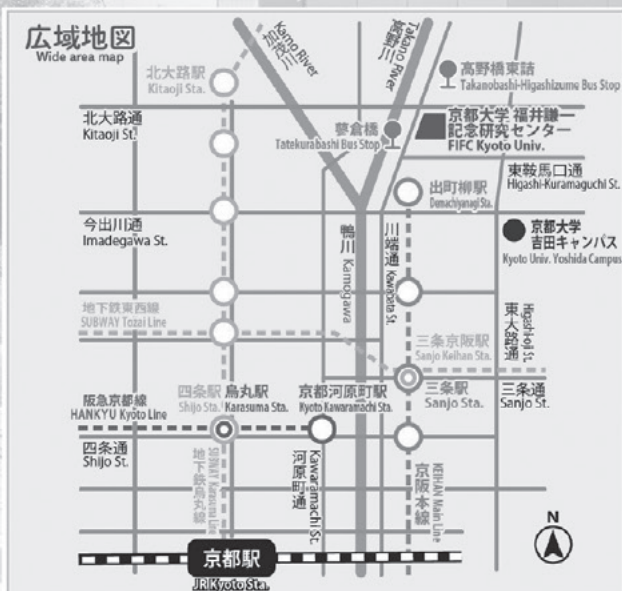 広域地図
Wide area map
加茂川
Kamo River
高野川
Takano River
北大路駅
Kitaoji Sta.
高野橋東詰
Takanobashi-Higashizume Bus Stop
北大路通
Kitaoji St.
蓼倉橋
Tatekurabashi Bus Stop
京都大学 福井謙一
記念研究センター
FIFC Kyoto Univ.
東鞍馬口通
Higashi-Kuramaguchi St.
出町柳駅
Demachiyanagi Sta.
今出川通
Imadegawa St.
鴨川 Kamogawa
川端通 Kawabata St.
京都大学
吉田キャンパス
Kyoto Univ. Yoshida Campus
地下鉄東西線
SUBWAY Tozai Line
東大路通
Higashioji St.
三条京阪駅
Sanjo Keihan Sta.
阪急京都線
HANKYU Kyoto Line
四条駅
Shijo Sta.
烏丸駅
Karasuma Sta.
京都河原町駅
Kyoto Kawaramachi Sta.
三条駅
Sanjo Sta.
三条通
Sanjo St.
四条通
Shijo St.
地下鉄烏丸線
SUBWAY Karasuma Line
河原町通
Kawaramachi St.
京阪本線
KEIHAN Main Line
N
京都駅
JR Kyoto Sta.